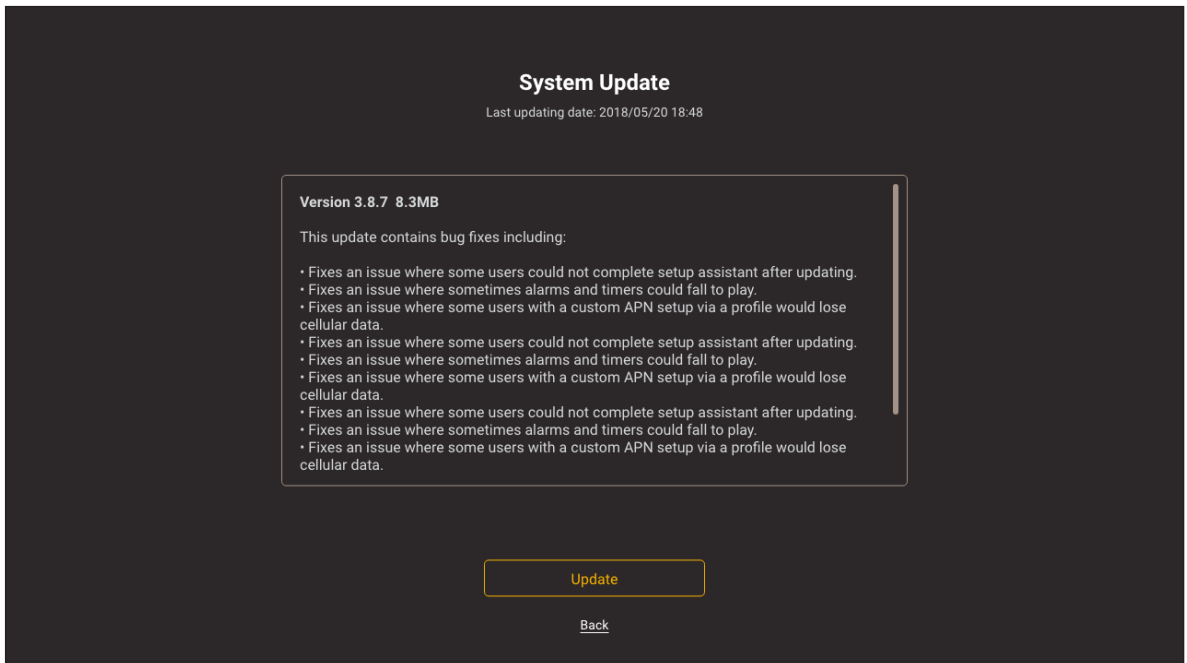 System Update
Last updating date: 2018/05/20 18:48
Version 3.8.7 8.3MB
This update contains bug fixes including:
• Fixes an issue where some users could not complete setup assistant after updating.
• Fixes an issue where sometimes alarms and timers could fall to play.
• Fixes an issue where some users with a custom APN setup via a profile would lose
cellular data.
• Fixes an issue where some users could not complete setup assistant after updating.
• Fixes an issue where sometimes alarms and timers could fall to play.
• Fixes an issue where some users with a custom APN setup via a profile would lose
cellular data.
• Fixes an issue where some users could not complete setup assistant after updating.
• Fixes an issue where sometimes alarms and timers could fall to play.
• Fixes an issue where some users with a custom APN setup via a profile would lose
cellular data.
Update
Back